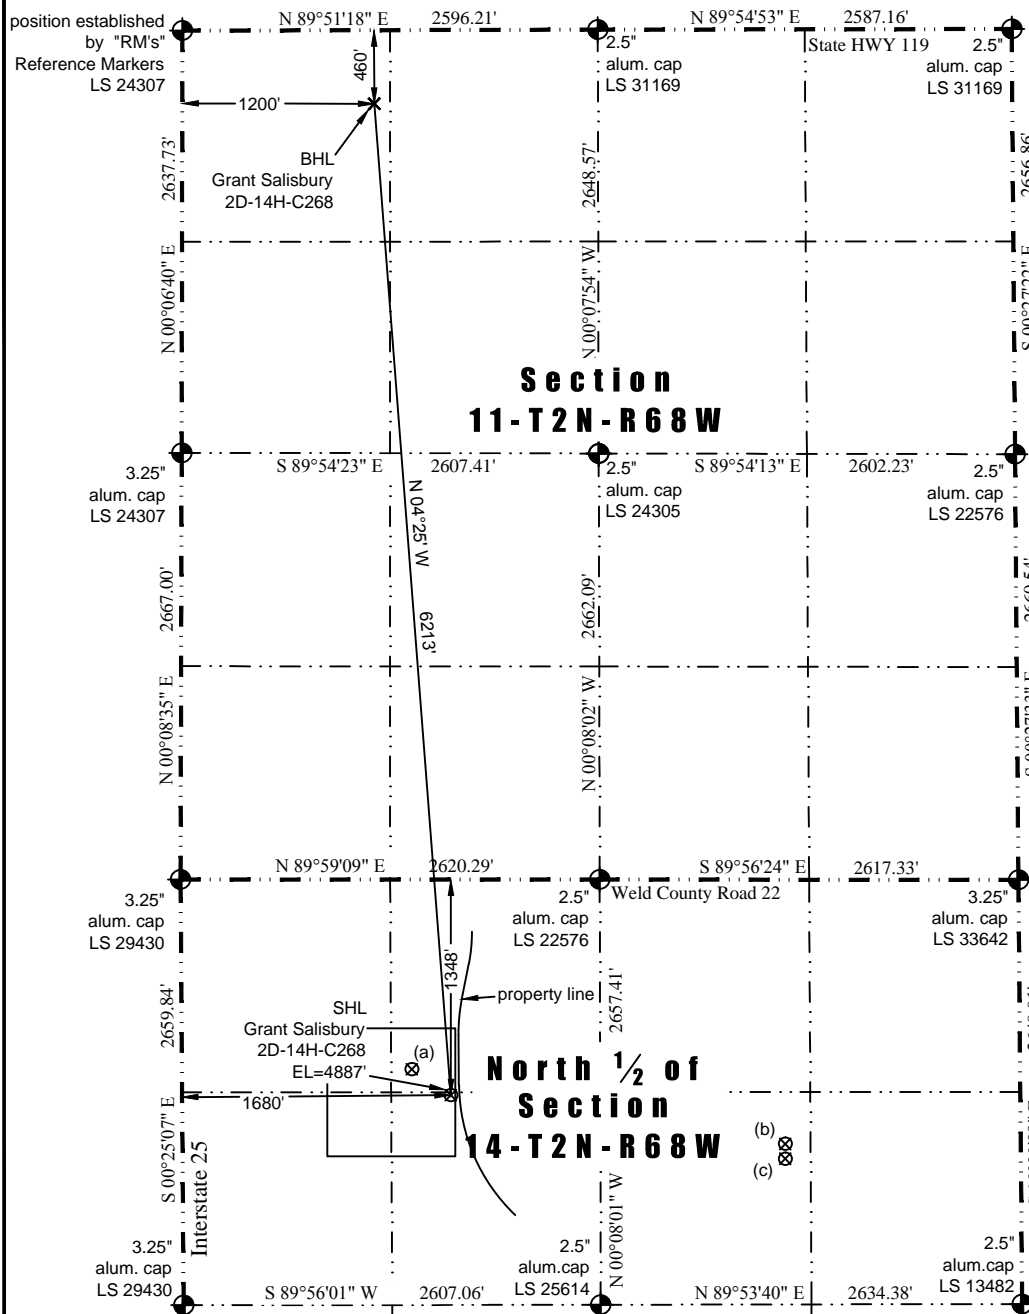 position established
by "RM's"
Reference Markers
LS 24307
N 89°51'18" E 2596.21'
N 89°54'53" E 2587.16'
State HWY 119
2.5"
alum. cap
LS 31169
2.5"
alum. cap
LS 31169
460'
1200'
BHL
Grant Salisbury
2D-14H-C268
2637.73'
N 00°06'40" E
2648.57'
N 00°07'54" W
2656.86'
S 00°27'22" E
Section
11-T2N-R68W
3.25"
alum. cap
LS 24307
S 89°54'23" E 2607.41'
2.5"
alum. cap
LS 24305
S 89°54'13" E 2602.23'
2.5"
alum. cap
LS 22576
N 04°25' W
6213'
2667.00'
N 00°08'35" E
2662.09'
N 00°08'02" W
N 89°59'09" E 2620.29'
S 89°56'24" E 2617.33'
Weld County Road 22
3.25"
alum. cap
LS 29430
2.5"
alum. cap
LS 22576
3.25"
alum. cap
LS 33642
1348'
property line
2659.84'
S 00°25'07" E
2657.41'
N 00°08'01" W
SHL
Grant Salisbury
2D-14H-C268
EL=4887'
(a)
1680'
North ½ of
Section
14-T2N-R68W
(b)
(c)
Interstate 25
3.25"
alum. cap
LS 29430
S 89°56'01" W 2607.06'
2.5"
alum.cap
LS 25614
N 89°53'40" E 2634.38'
2.5"
alum.cap
LS 13482